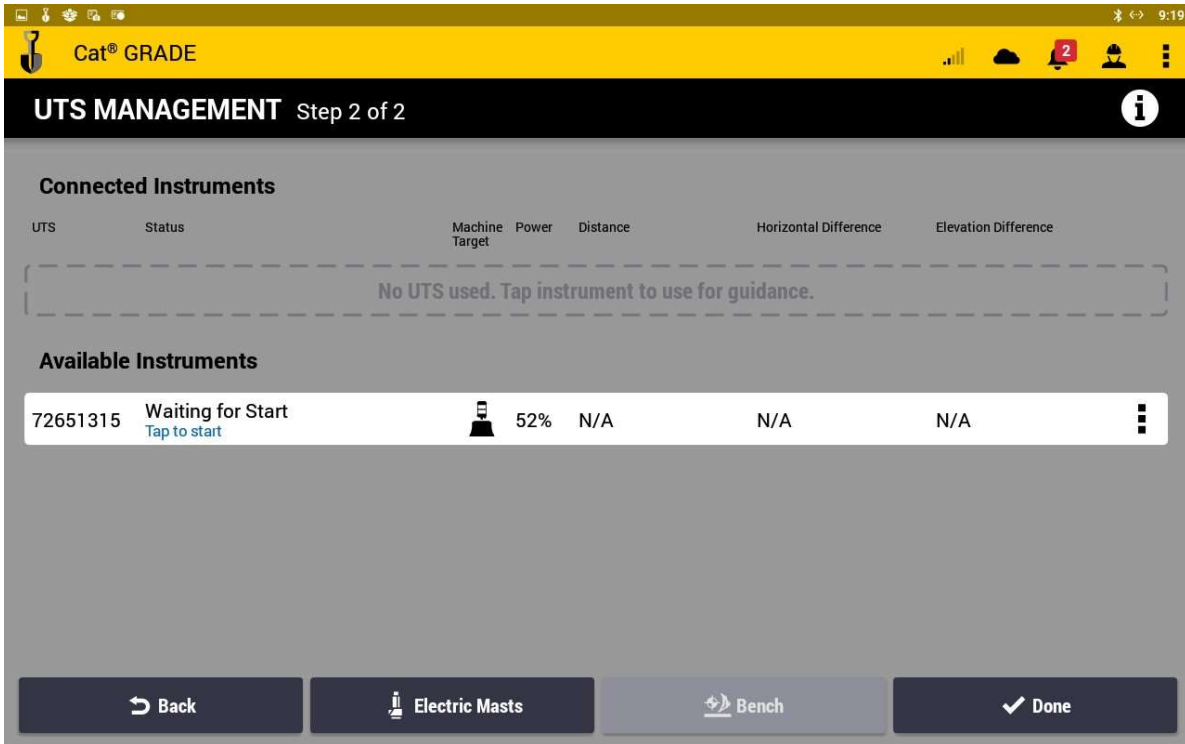 9:19
Cat® GRADE
2
UTS MANAGEMENT Step 2 of 2
i
Connected Instruments
UTS Status Machine Target Power Distance Horizontal Difference Elevation Difference
No UTS used. Tap instrument to use for guidance.
Available Instruments
72651315 Waiting for Start 52% N/A N/A N/A
Tap to start
Back Electric Masts Bench Done